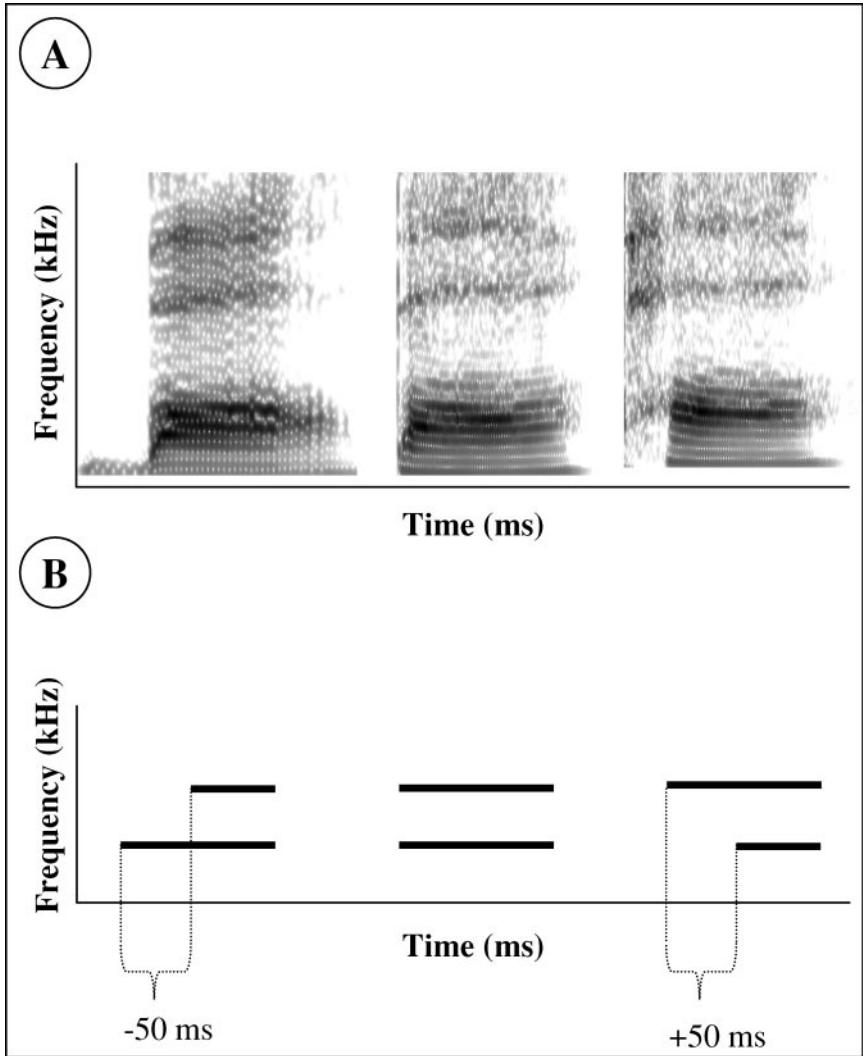 A
Frequency (kHz)
Time (ms)
B
Frequency (kHz)
Time (ms)
-50 ms
+50 ms